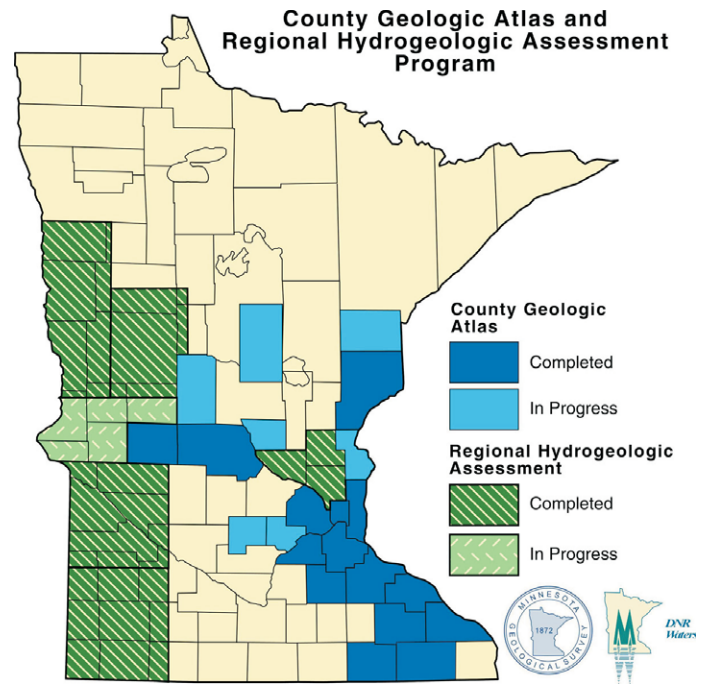 County Geologic Atlas and
Regional Hydrogeologic Assessment
Program
County Geologic
Atlas
Completed
In Progress
Regional Hydrogeologic
Assessment
Completed
In Progress
MINNESOTA
1872
GEOLOGICAL SURVEY
DNR
Waters